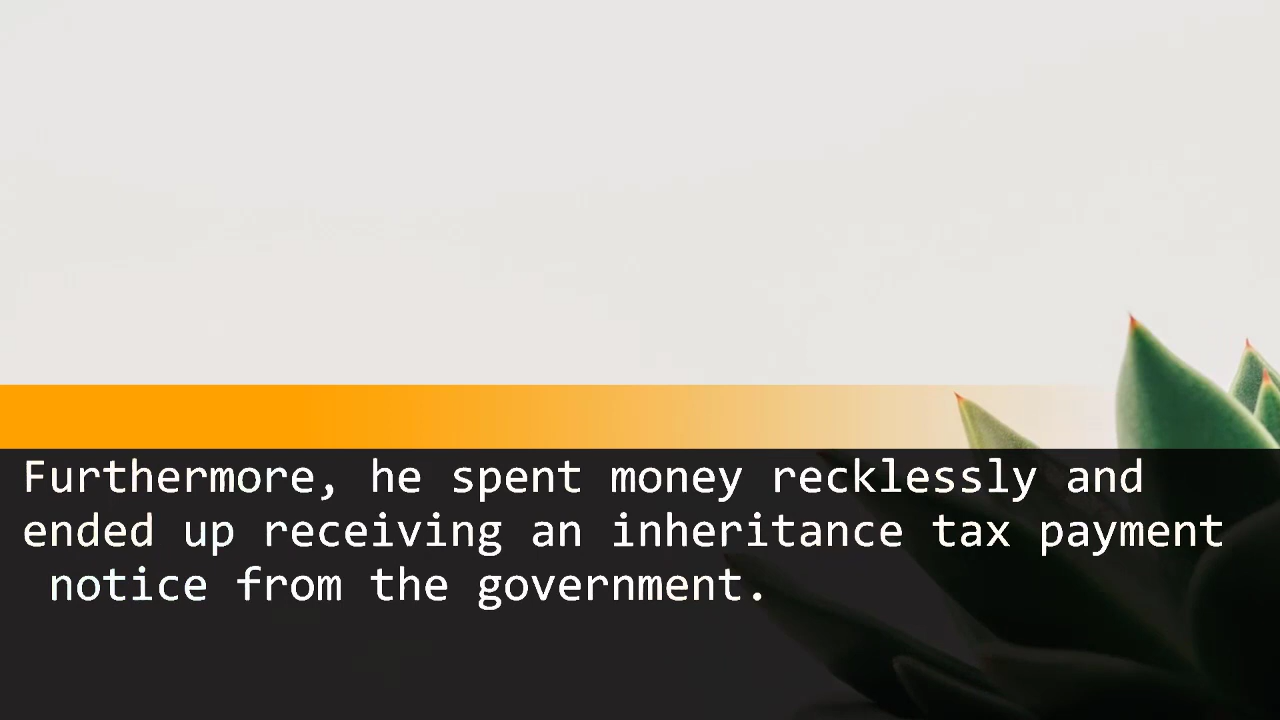 Furthermore, he spent money recklessly and
ended up receiving an inheritance tax payment
notice from the government.